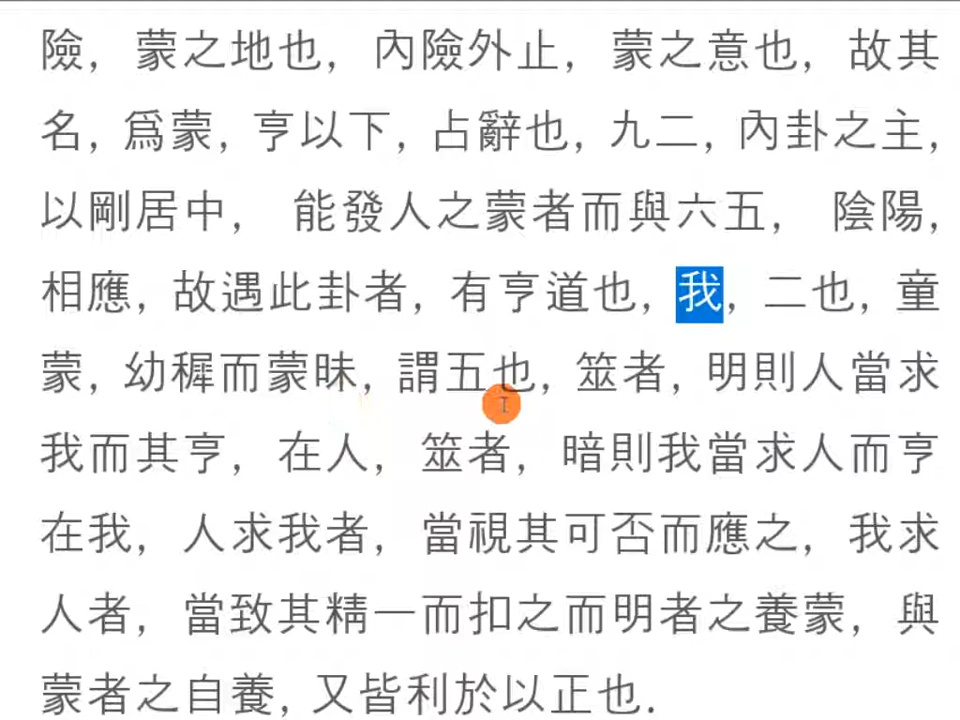 險, 蒙之地也, 內險外止, 蒙之意也, 故其
名, 爲蒙, 亨以下, 占辭也, 九二, 內卦之主,
以剛居中, 能發人之蒙者而與六五, 陰陽,
相應, 故遇此卦者, 有亨道也, 我, 二也, 童
蒙, 幼穉而蒙昧, 謂五也, 筮者, 明則人當求
我而其亨, 在人, 筮者, 暗則我當求人而亨
在我, 人求我者, 當視其可否而應之, 我求
人者, 當致其精一而扣之而明者之養蒙, 與
蒙者之自養, 又皆利於以正也.